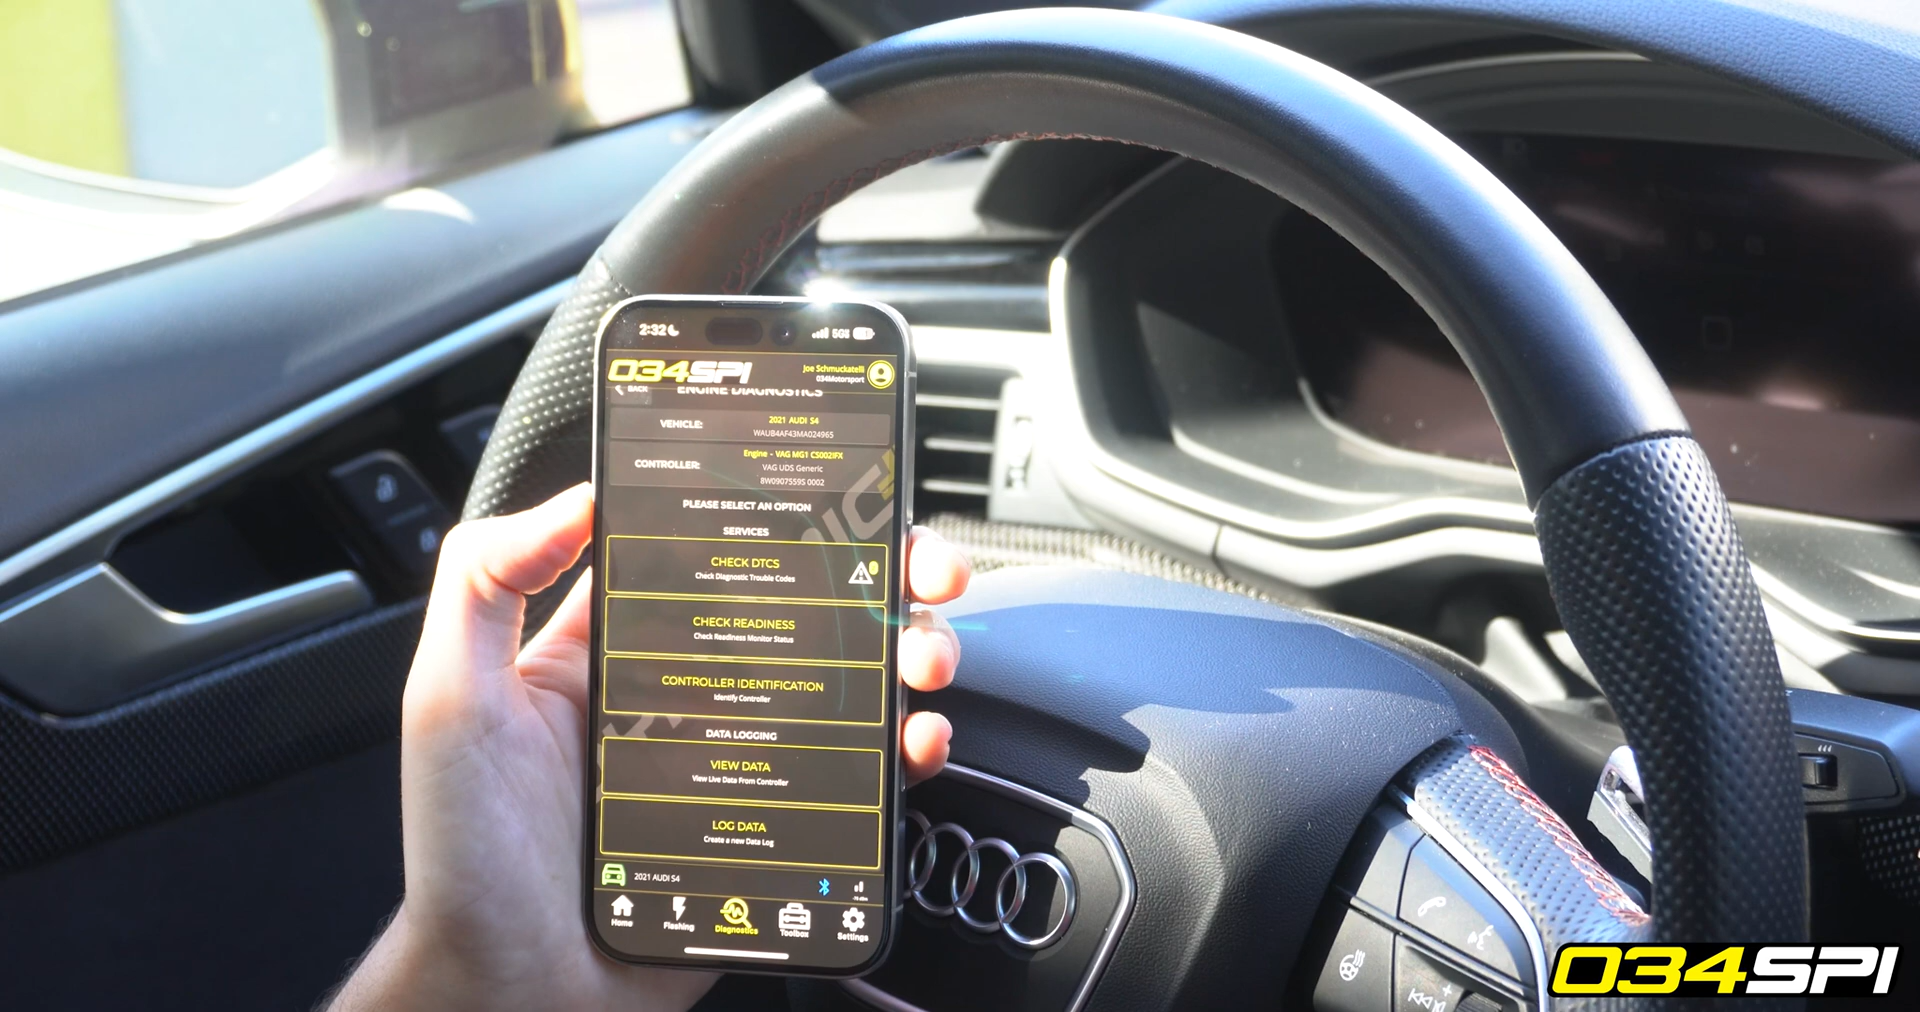 2:32
5GE
034SPI
Joe Schmuckatelli
034Motorsport
BACK
ENGINE DIAGNOSTICS
VEHICLE:
2021 AUDI S4
WAUB4AF43MA024965
CONTROLLER:
Engine - VAG MG1 CS002IFX
VAG UDS Generic
8W0907559S 0002
PLEASE SELECT AN OPTION
SERVICES
CHECK DTCS
Check Diagnostic Trouble Codes
CHECK READINESS
Check Readiness Monitor Status
CONTROLLER IDENTIFICATION
Identify Controller
DATA LOGGING
VIEW DATA
View Live Data From Controller
LOG DATA
Create a new Data Log
2021 AUDI S4
Home
Flashing
Diagnostics
Toolbox
Settings
034SPI